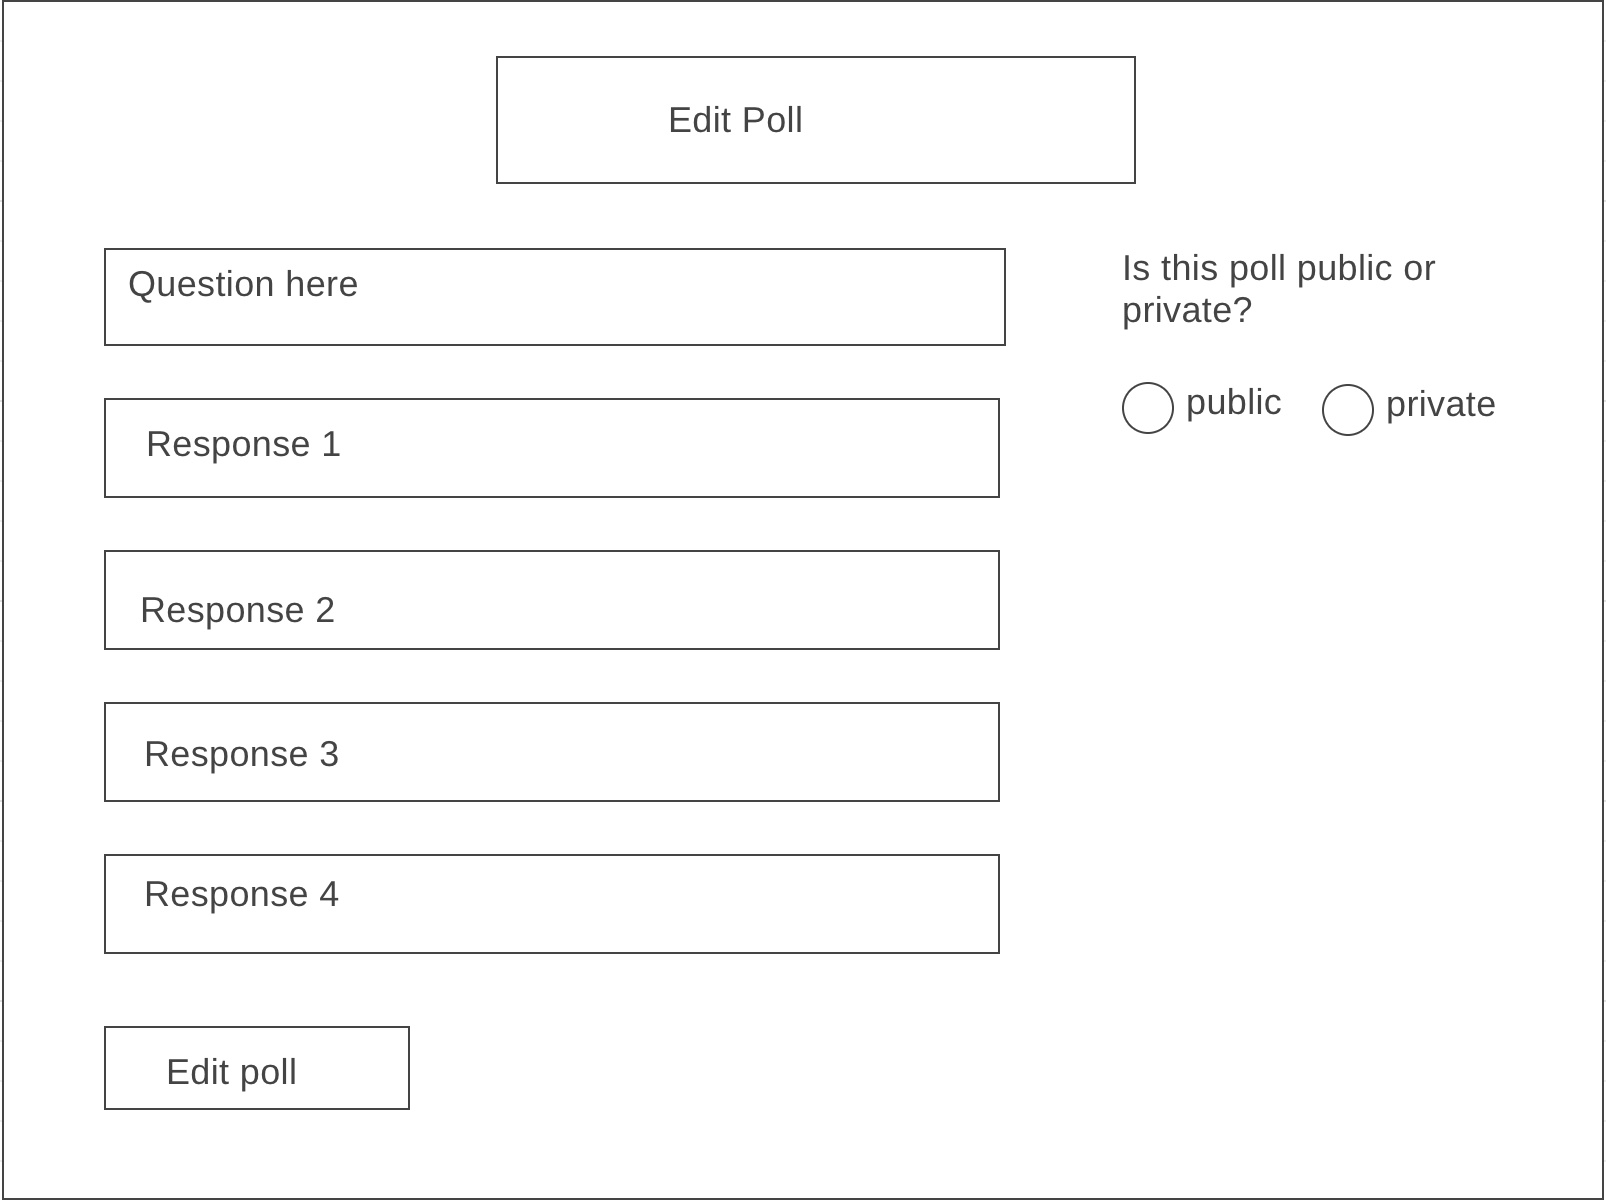 Edit Poll
Question here
Is this poll public or
private?
public
private
Response 1
Response 2
Response 3
Response 4
Edit poll